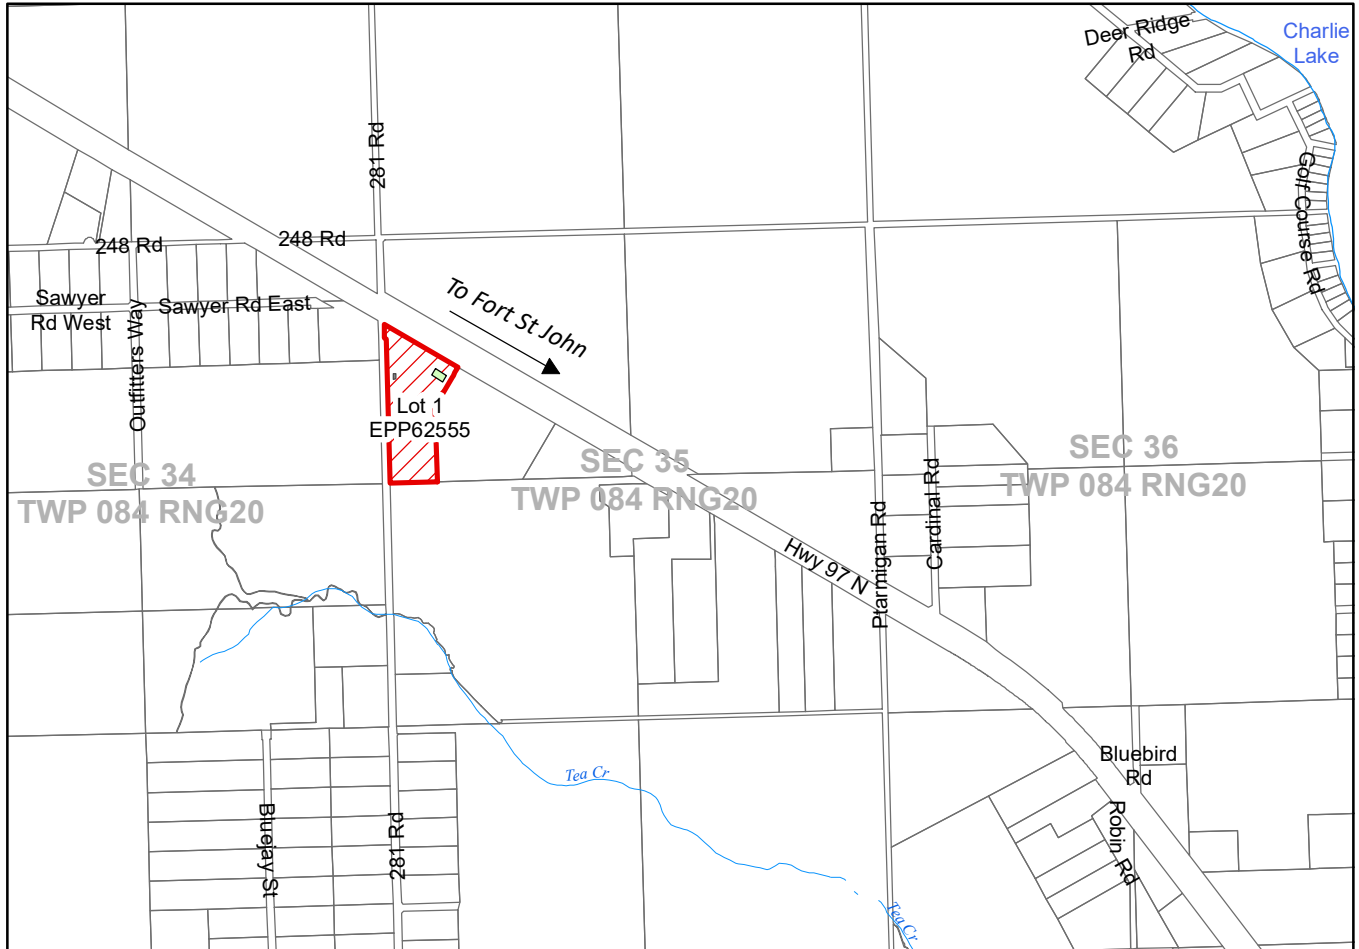 Deer Ridge
Rd
Charlie
Lake
281 Rd
Golf Course Rd
248 Rd
248 Rd
Sawyer
Rd West
Sawyer Rd East
Outfitters Way
To Fort St John
Lot 1
EPP62555
SEC 34
TWP 084 RNG20
SEC 35
TWP 084 RNG20
SEC 36
TWP 084 RNG20
Ptarmigan Rd
Cardinal Rd
Hwy 97 N
Bluebird
Rd
Tea Cr
Bluejay St
281 Rd
Robin Rd
Tea Cr